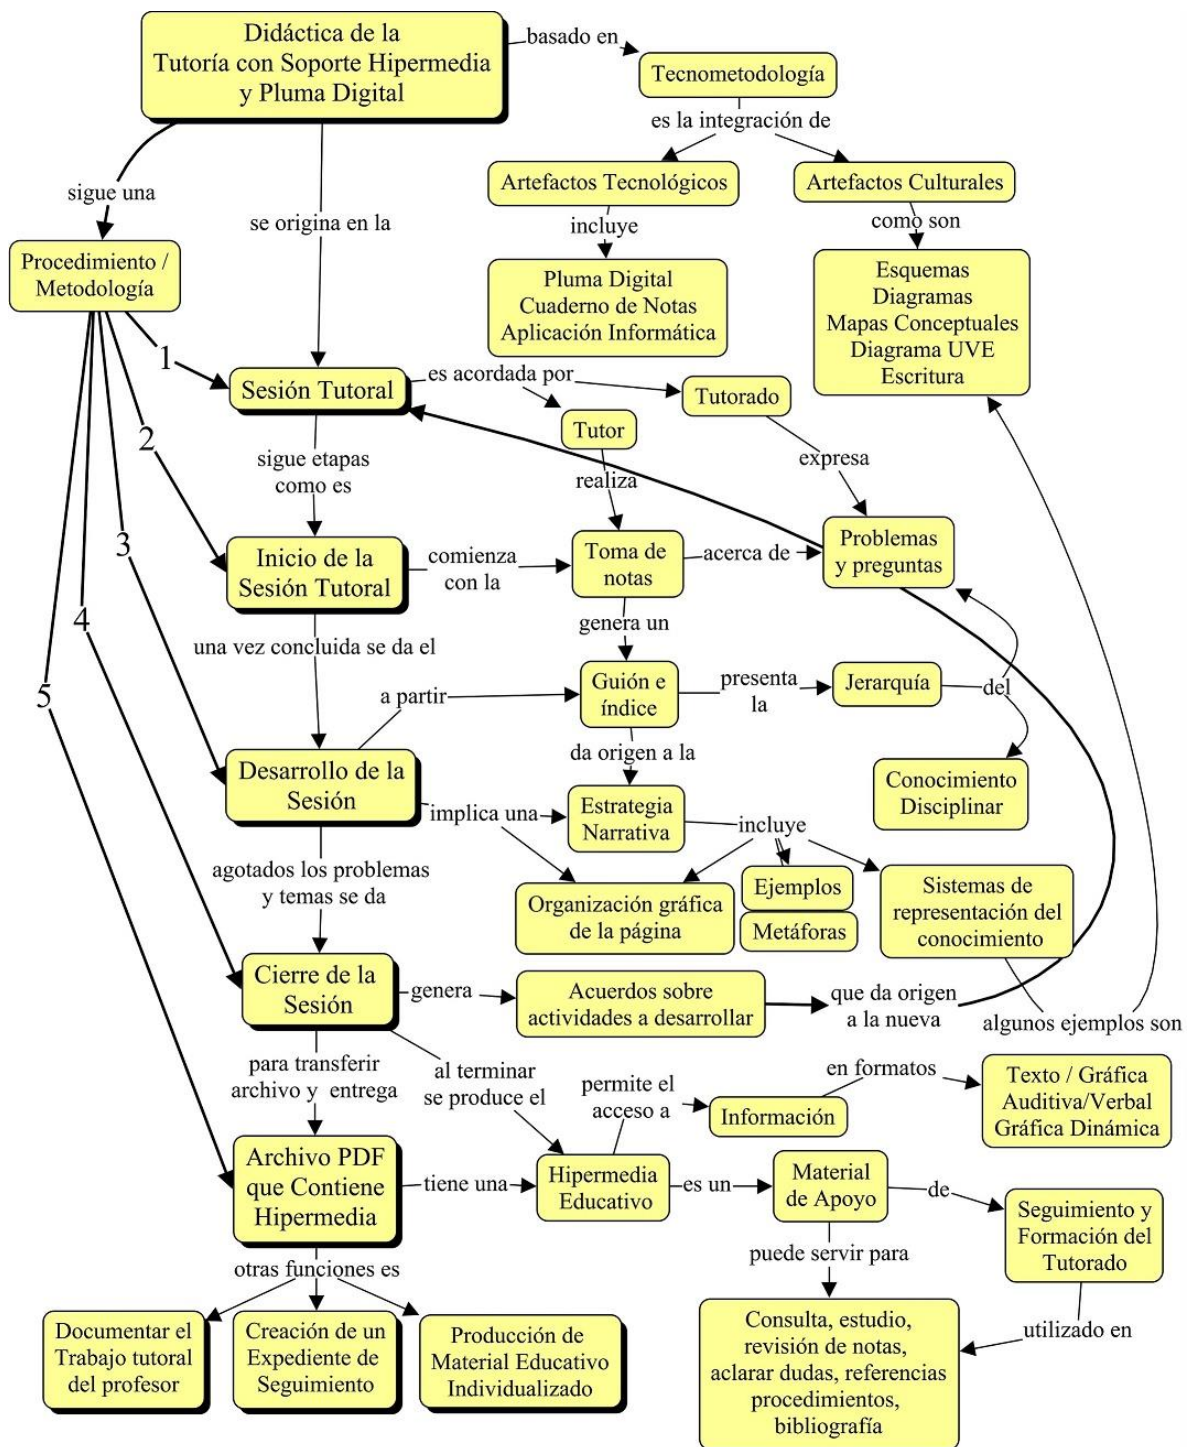 Didáctica de la
Tutoría con Soporte Hipermedia
y Pluma Digital
basado en
Tecnometodología
es la integración de
Artefactos Tecnológicos
Artefactos Culturales
incluye
como son
Pluma Digital
Cuaderno de Notas
Aplicación Informática
Esquemas
Diagramas
Mapas Conceptuales
Diagrama UVE
Escritura
sigue una
se origina en la
Procedimiento /
Metodología
1
2
3
4
5
Sesión Tutoral
es acordada por
Tutorado
Tutor
expresa
realiza
sigue etapas
como es
Inicio de la
Sesión Tutoral
comienza
con la
Toma de
notas
acerca de
Problemas
y preguntas
genera un
una vez concluida se da el
a partir
Guión e
índice
presenta
la
Jerarquía
del
da origen a la
Conocimiento
Disciplinar
Desarrollo de la
Sesión
implica una
Estrategia
Narrativa
incluye
Organización gráfica
de la página
Ejemplos
Metáforas
Sistemas de
representación del
conocimiento
agotados los problemas
y temas se da
Cierre de la
Sesión
genera
Acuerdos sobre
actividades a desarrollar
que da origen
a la nueva
algunos ejemplos son
para transferir
archivo y entrega
al terminar
se produce el
permite el
acceso a
Información
en formatos
Texto / Gráfica
Auditiva/Verbal
Gráfica Dinámica
Archivo PDF
que Contiene
Hipermedia
tiene una
Hipermedia
Educativo
es un
Material
de Apoyo
de
Seguimiento y
Formación del
Tutorado
puede servir para
utilizado en
Consulta, estudio,
revisión de notas,
aclarar dudas, referencias
procedimientos,
bibliografía
otras funciones es
Documentar el
Trabajo tutoral
del profesor
Creación de un
Expediente de
Seguimiento
Producción de
Material Educativo
Individualizado